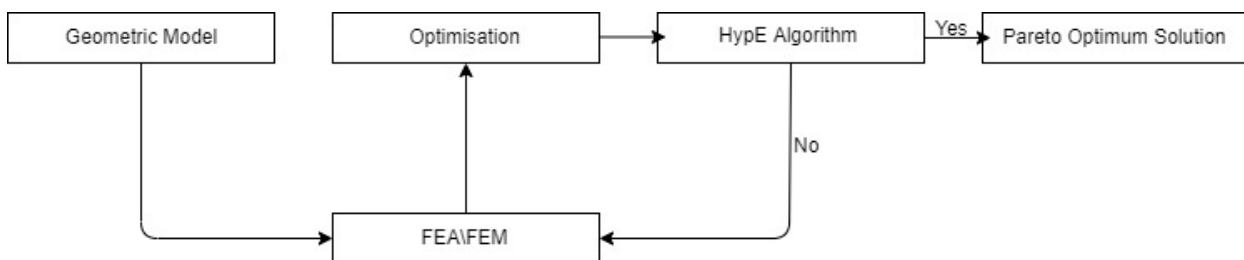 Geometric Model
Optimisation
HypE Algorithm
Yes
Pareto Optimum Solution
No
FEA\FEM